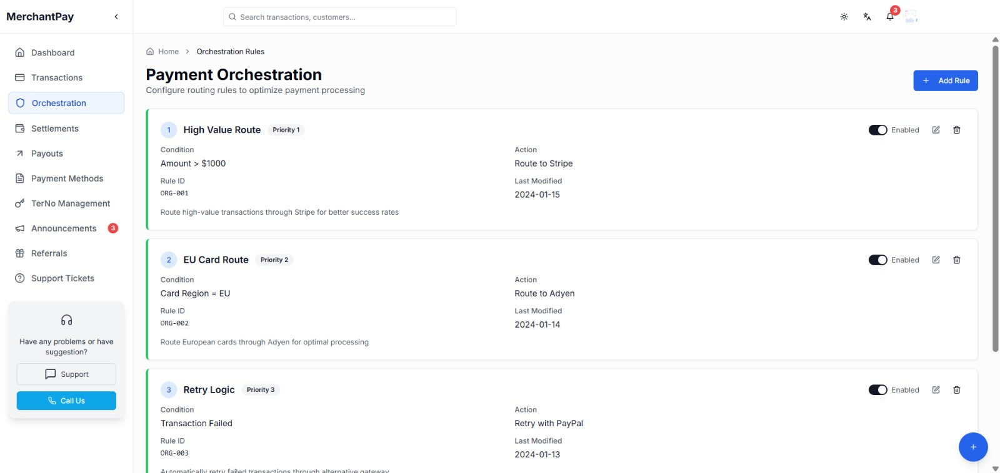 MerchantPay
Search transactions, customers...
3
Dashboard
Transactions
Orchestration
Settlements
Payouts
Payment Methods
TerNo Management
Announcements 3
Referrals
Support Tickets
Have any problems or have
suggestion?
Support
Call Us
Home > Orchestration Rules
Payment Orchestration
Configure routing rules to optimize payment processing
+ Add Rule
1 High Value Route Priority 1 Enabled
Condition Action
Amount > $1000 Route to Stripe
Rule ID Last Modified
ORG-001 2024-01-15
Route high-value transactions through Stripe for better success rates
2 EU Card Route Priority 2 Enabled
Condition Action
Card Region = EU Route to Adyen
Rule ID Last Modified
ORG-002 2024-01-14
Route European cards through Adyen for optimal processing
3 Retry Logic Priority 3 Enabled
Condition Action
Transaction Failed Retry with PayPal
Rule ID Last Modified
ORG-003 2024-01-13
Automatically retry failed transactions through alternative gateway
+